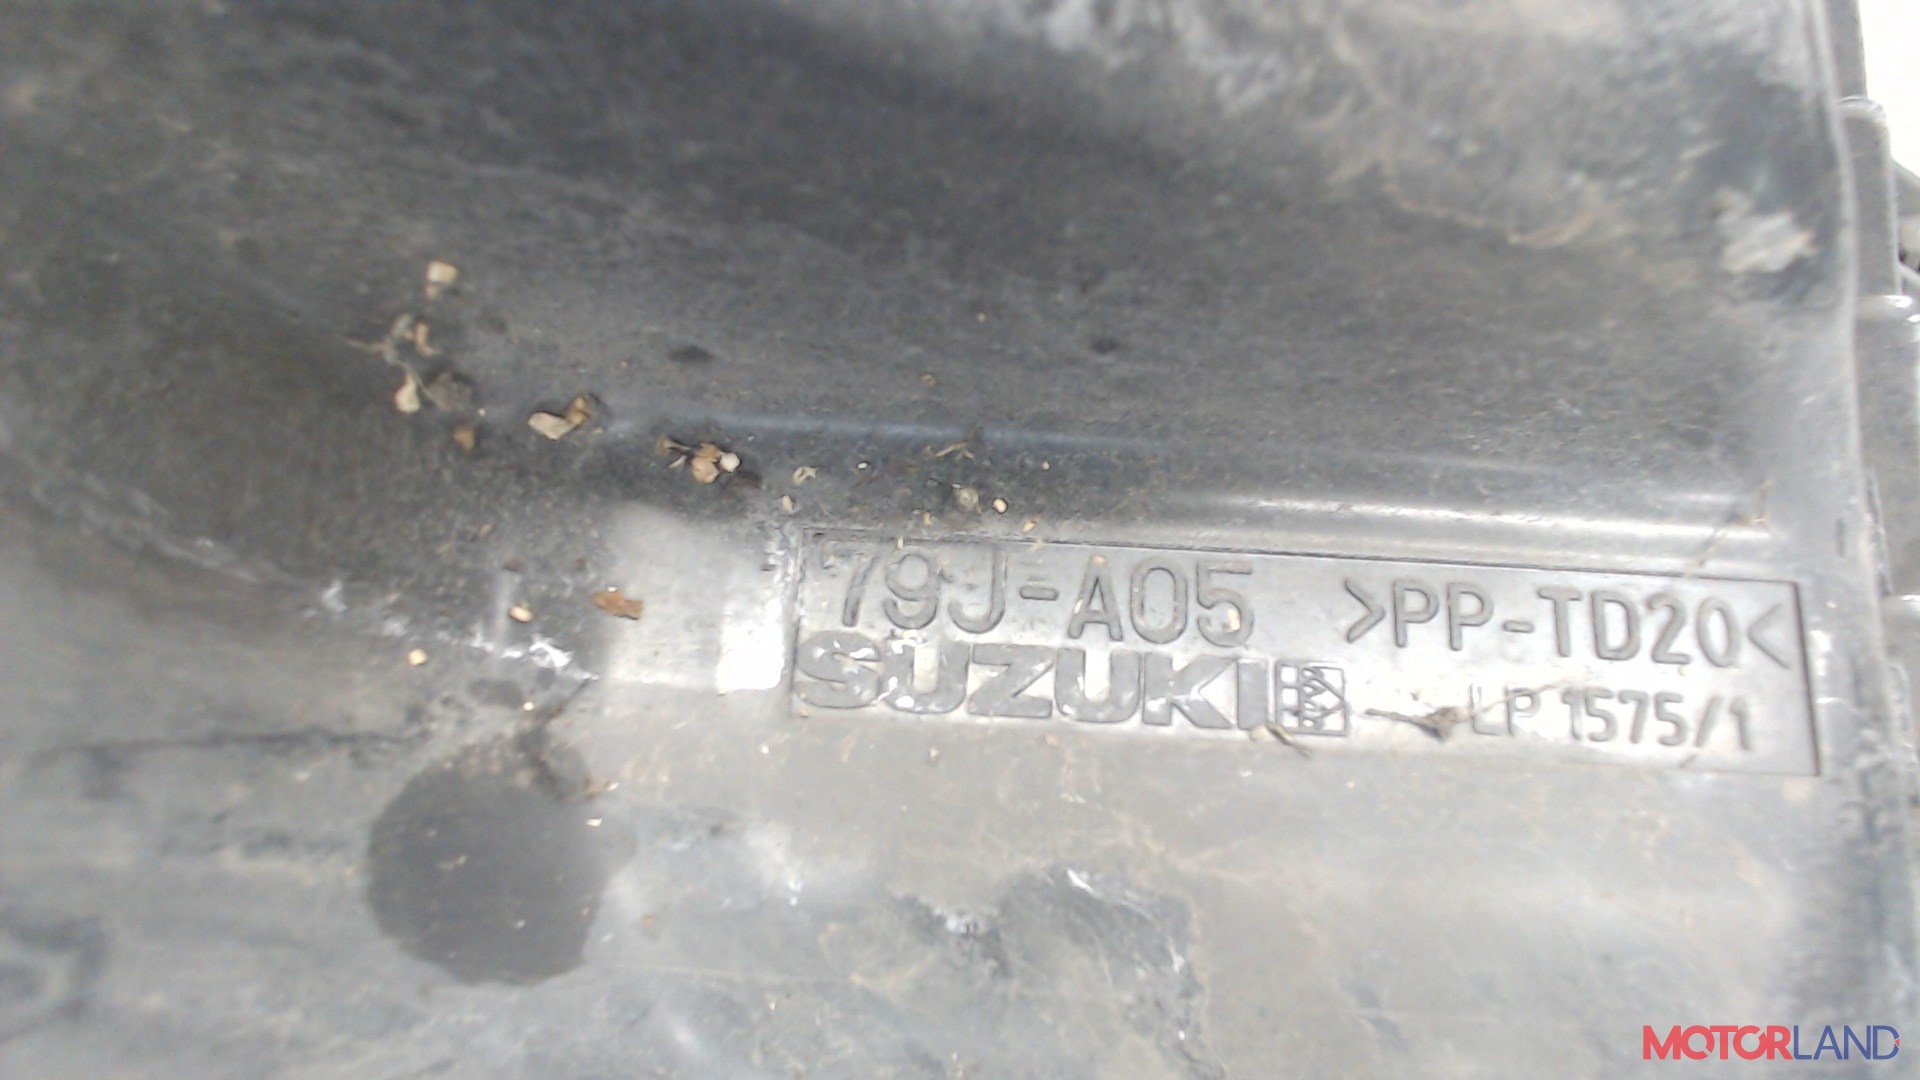 79J-A05 >PP-TD20<
SUZUKI LP 1575/1
MOTORLAND